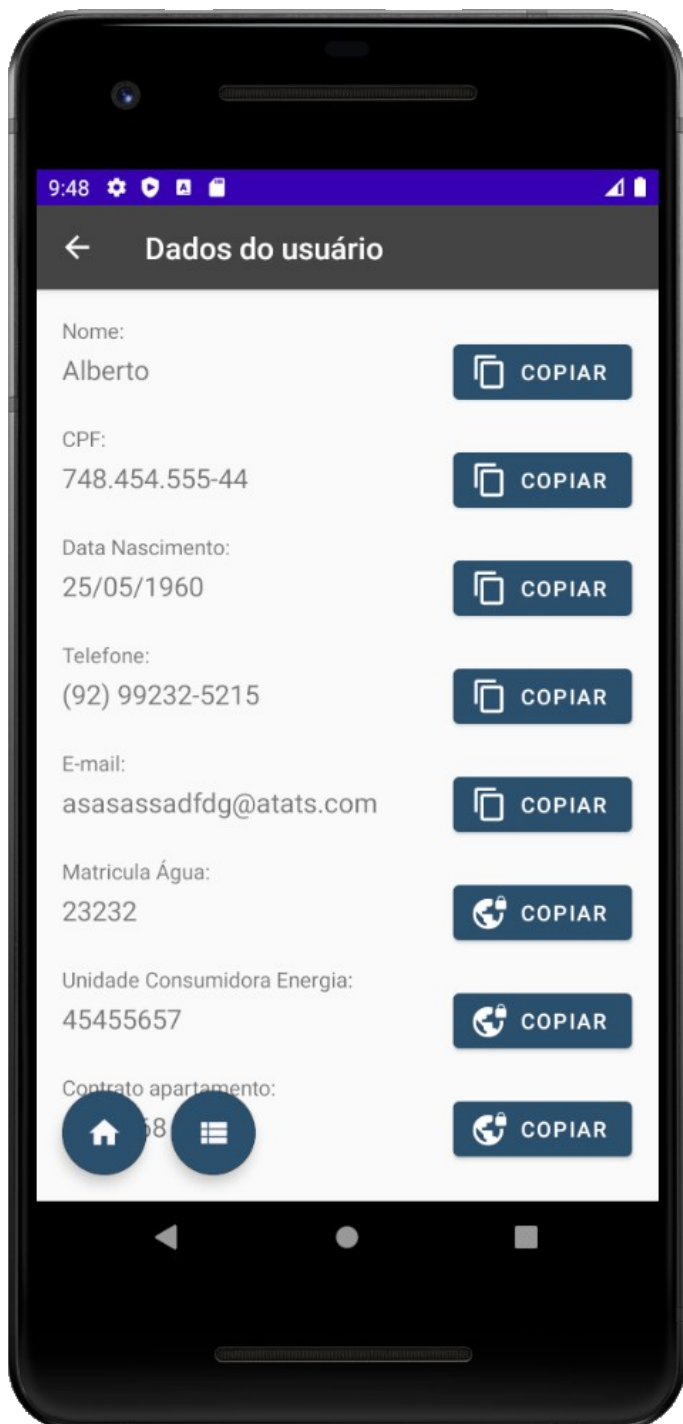 9:48
Dados do usuário
Nome:
Alberto
COPIAR
CPF:
748.454.555-44
COPIAR
Data Nascimento:
25/05/1960
COPIAR
Telefone:
(92) 99232-5215
COPIAR
E-mail:
asasassadfdg@atats.com
COPIAR
Matricula Água:
23232
COPIAR
Unidade Consumidora Energia:
45455657
COPIAR
Contrato apartamento:
COPIAR